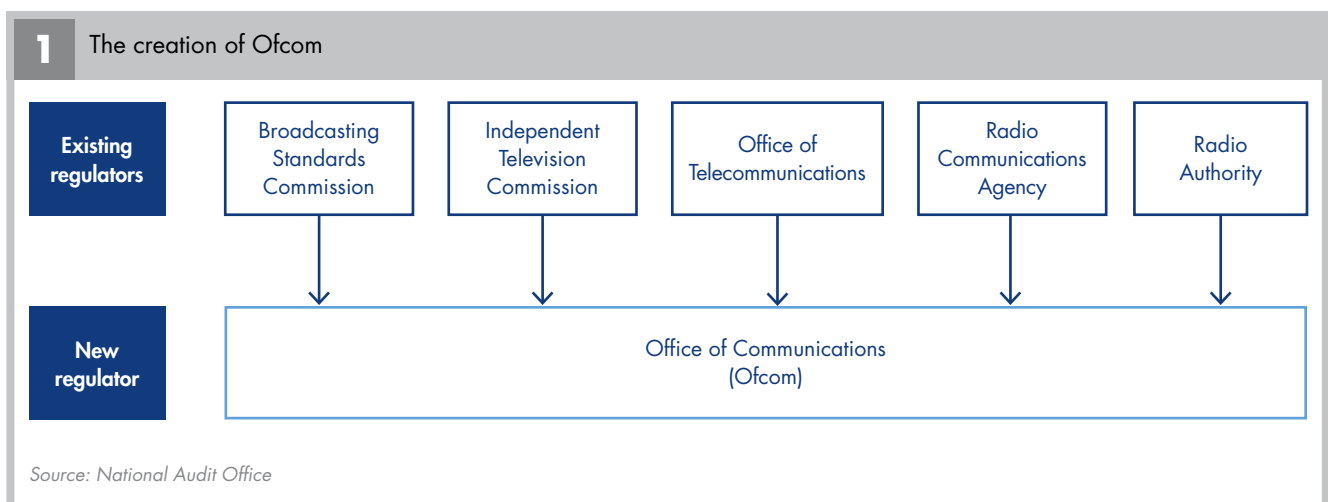 1
The creation of Ofcom
Existing
regulators
Broadcasting
Standards
Commission
Independent
Television
Commission
Office of
Telecommunications
Radio
Communications
Agency
Radio
Authority
New
regulator
Office of Communications
(Ofcom)
Source: National Audit Office